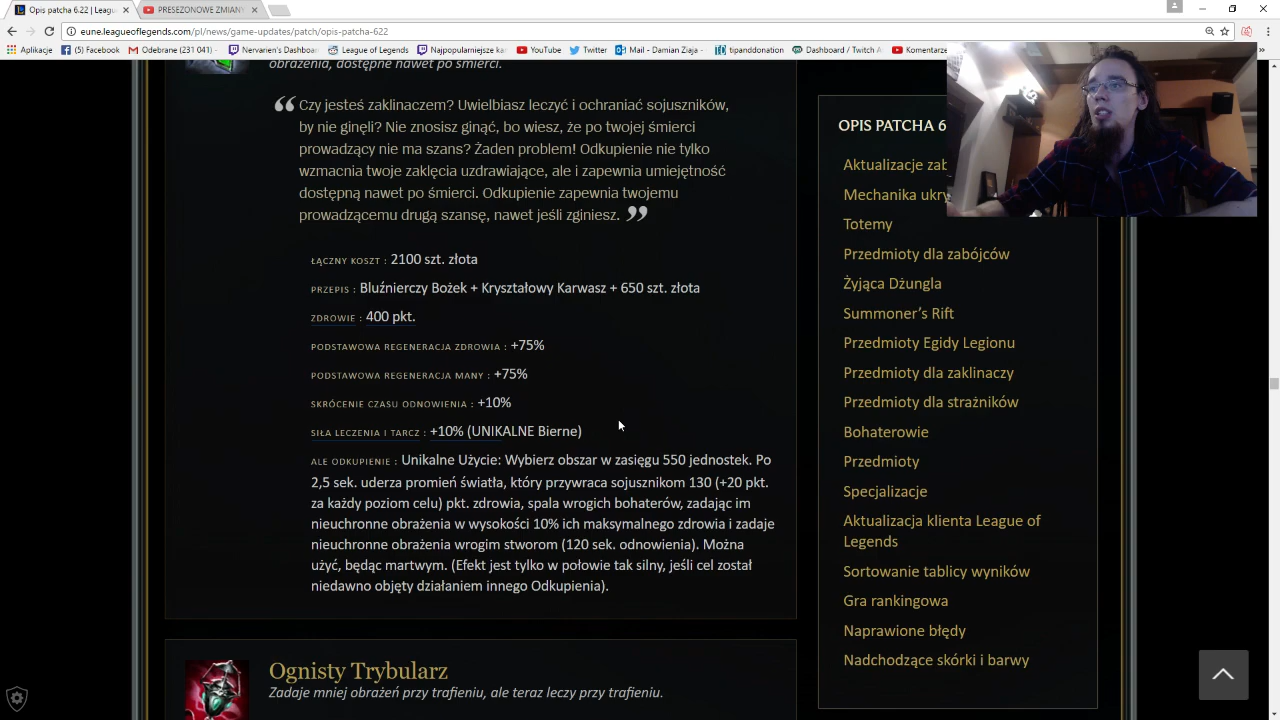 Opis patcha 6.22 | Leag
PRESEZONOWE ZMIANY
eune.leagueoflegends.com/pl/news/game-updates/patch/opis-patcha-622
Aplikacje (5) Facebook Odebrane (231 041) - Nervarien's Dashboa League of Legends Najpopularniejsze ka YouTube Twitter Mail - Damian Ziaja tipanddonation Dashboard / Twitch Komentarze
obrażenia, dostępne nawet po śmierci.
“ Czy jesteś zaklinaczem? Uwielbiasz leczyć i ochraniać sojuszników,
by nie ginęli? Nie znosisz ginąć, bo wiesz, że po twojej śmierci
prowadzący nie ma szans? Żaden problem! Odkupienie nie tylko
wzmacnia twoje zaklęcia uzdrawiające, ale i zapewnia umiejętność
dostępną nawet po śmierci. Odkupienie zapewnia twojemu
prowadzącemu drugą szansę, nawet jeśli zginiesz. ”
ŁĄCZNY KOSZT : 2100 szt. złota
PRZEPIS : Bluźnierczy Bożek + Kryształowy Karwasz + 650 szt. złota
ZDROWIE : 400 pkt.
PODSTAWOWA REGENERACJA ZDROWIA : +75%
PODSTAWOWA REGENERACJA MANY : +75%
SKRÓCENIE CZASU ODNOWIENIA : +10%
SIŁA LECZENIA I TARCZ : +10% (UNIKALNE Bierne)
ALE ODKUPIENIE : Unikalne Użycie: Wybierz obszar w zasięgu 550 jednostek. Po
2,5 sek. uderza promień światła, który przywraca sojusznikom 130 (+20 pkt.
za każdy poziom celu) pkt. zdrowia, spala wrogich bohaterów, zadając im
nieuchronne obrażenia w wysokości 10% ich maksymalnego zdrowia i zadaje
nieuchronne obrażenia wrogim stworom (120 sek. odnowienia). Można
użyć, będąc martwym. (Efekt jest tylko w połowie tak silny, jeśli cel został
niedawno objęty działaniem innego Odkupienia).
Ognisty Trybularz
Zadaje mniej obrażeń przy trafieniu, ale teraz leczy przy trafieniu.
OPIS PATCHA 6
Aktualizacje zab
Mechanika ukry
Totemy
Przedmioty dla zabójców
Żyjąca Dżungla
Summoner's Rift
Przedmioty Egidy Legionu
Przedmioty dla zaklinaczy
Przedmioty dla strażników
Bohaterowie
Przedmioty
Specjalizacje
Aktualizacja klienta League of
Legends
Sortowanie tablicy wyników
Gra rankingowa
Naprawione błędy
Nadchodzące skórki i barwy